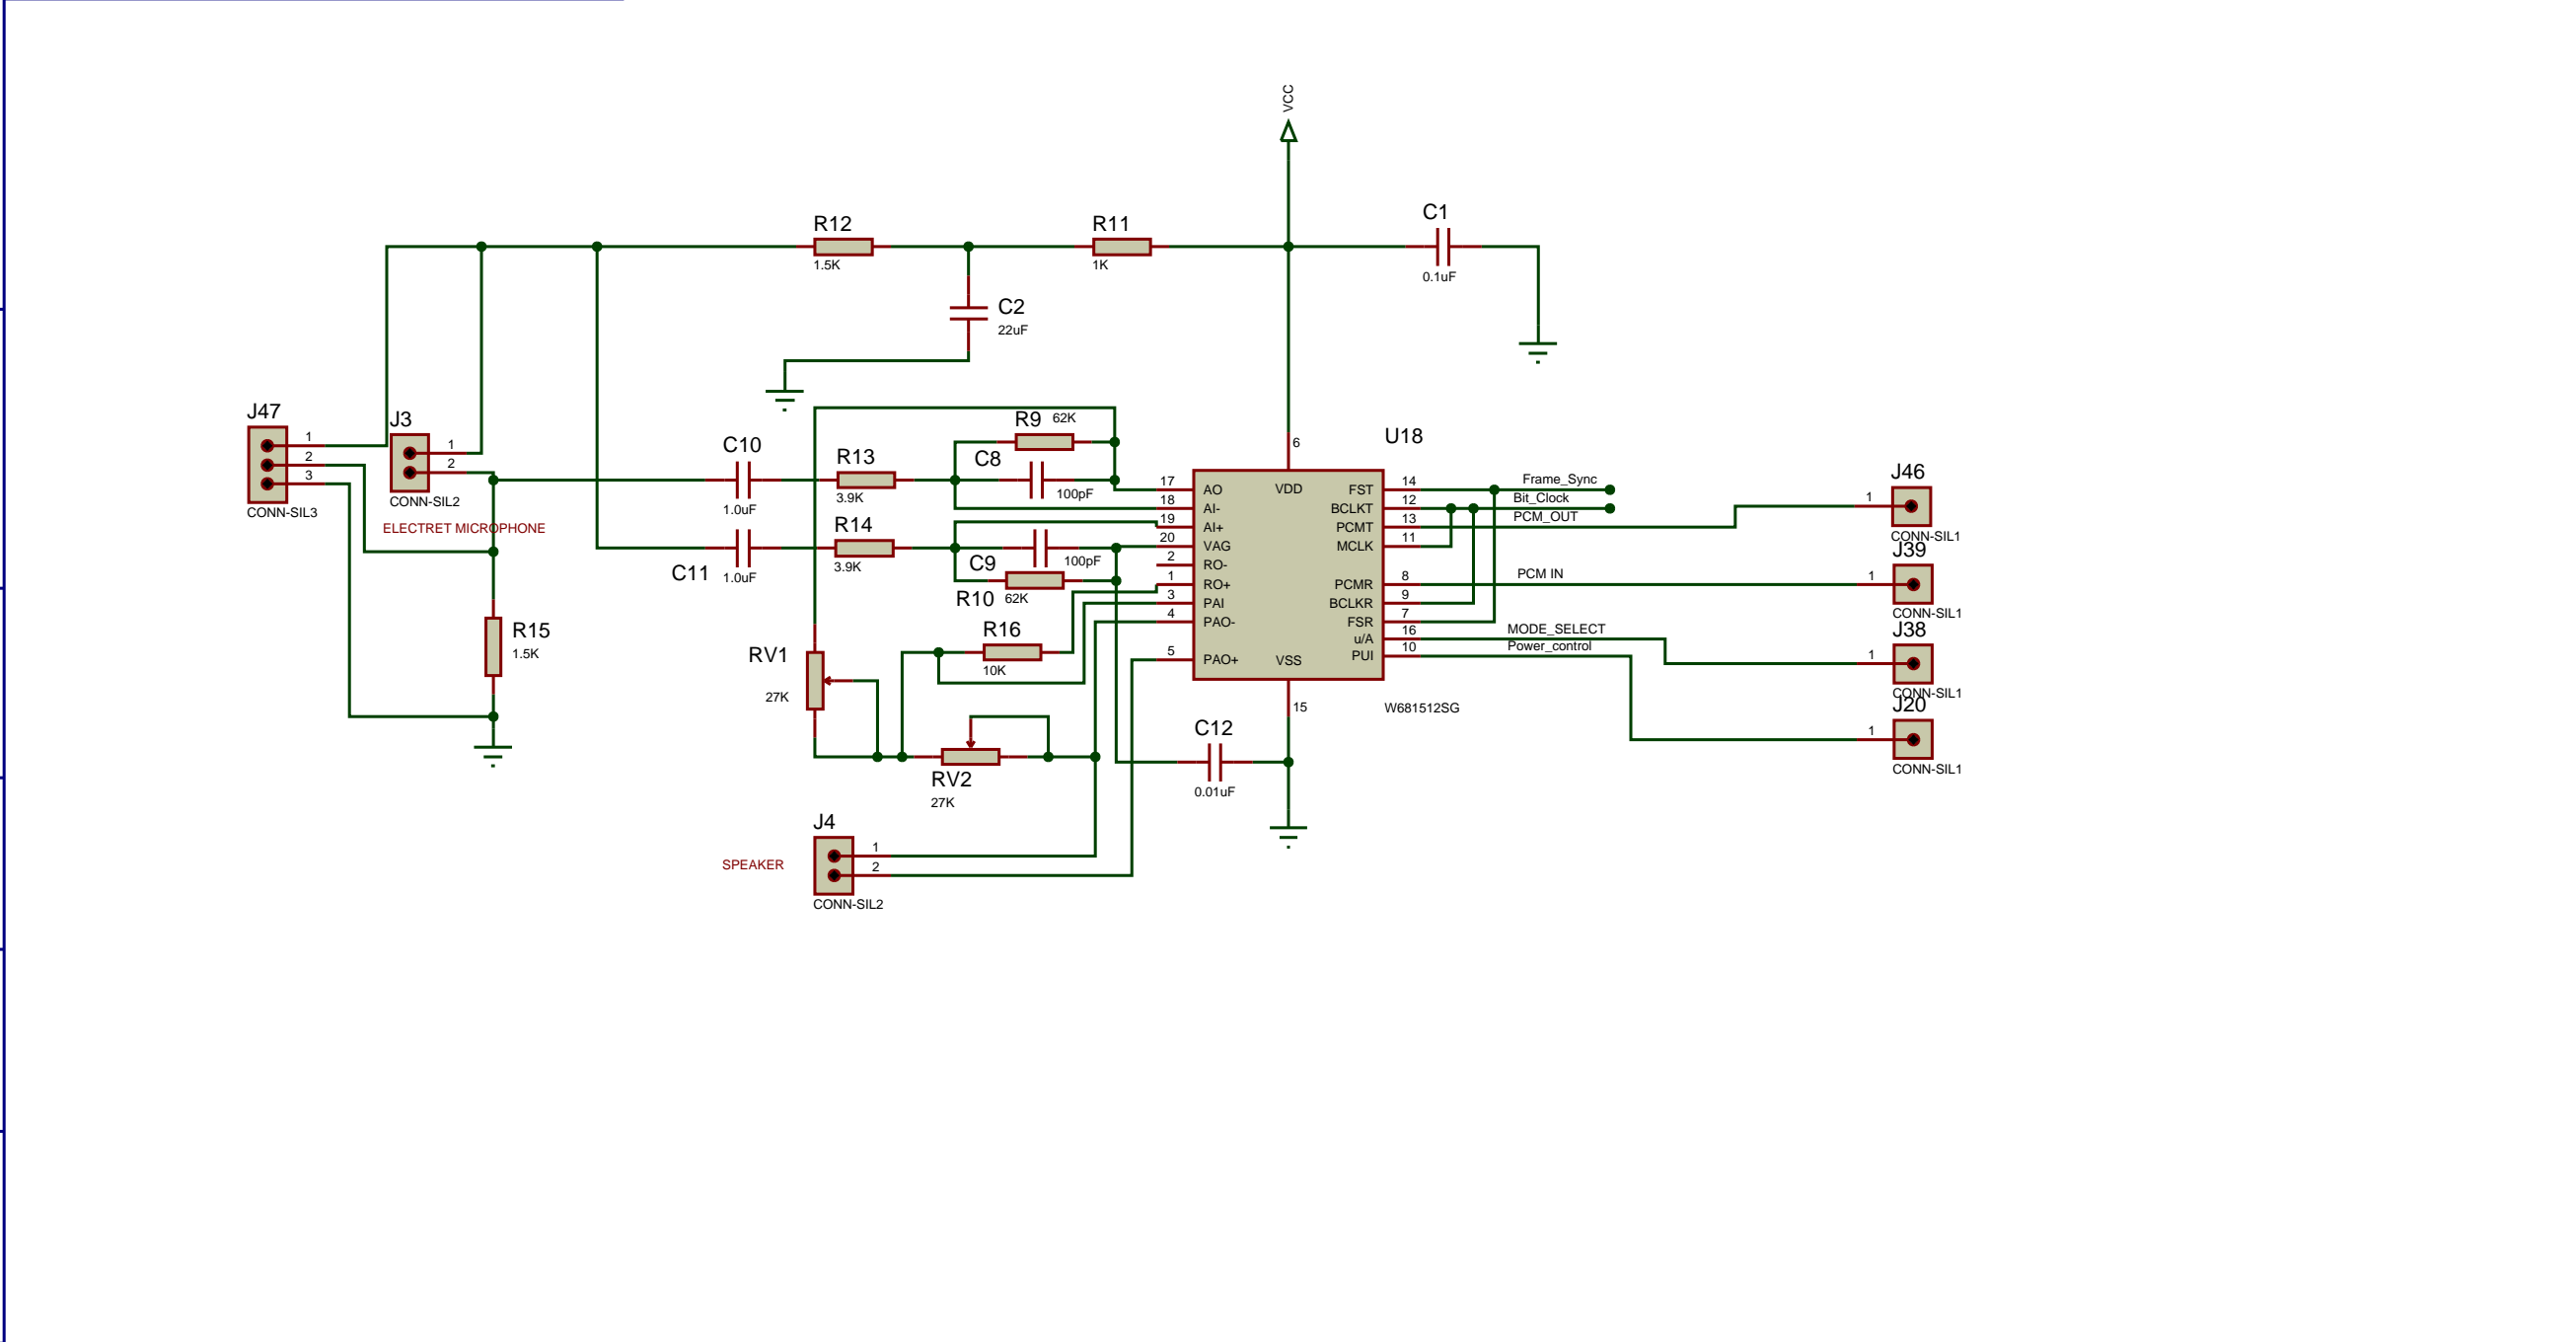 VCC
R12
1.5K
R11
1K
C1
0.1uF
C2
22uF
J47
1
2
3
CONN-SIL3
J3
1
2
CONN-SIL2
ELECTRET MICROPHONE
R15
1.5K
C10
1.0uF
C11
1.0uF
R13
3.9K
R14
3.9K
R9
62K
C8
100pF
C9
100pF
R10
62K
R16
10K
RV1
27K
RV2
27K
J4
1
2
CONN-SIL2
SPEAKER
C12
0.01uF
U18
W681512SG
6
VDD
15
VSS
17 AO
18 AI-
19 AI+
20 VAG
2 RO-
1 RO+
3 PAI
4 PAO-
5 PAO+
FST 14 Frame_Sync
BCLKT 12 Bit_Clock
PCMT 13 PCM_OUT
MCLK 11
PCMR 8 PCM IN
BCLKR 9
FSR 7
u/A 16 MODE_SELECT
PUI 10 Power_control
J46
1
CONN-SIL1
J39
1
CONN-SIL1
J38
1
CONN-SIL1
J20
1
CONN-SIL1